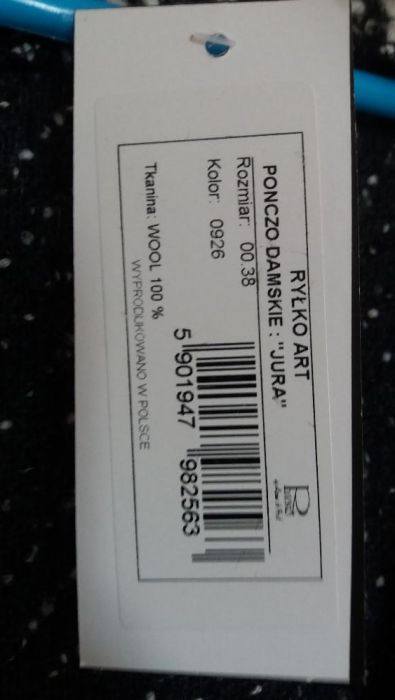 RYŁKO ART
PONCZO DAMSKIE : "JURA"
Rozmiar: 00.38
Kolor: 0926
5 901947 982563
Tkanina: WOOL 100 %
WYPRODUKOWANO W POLSCE